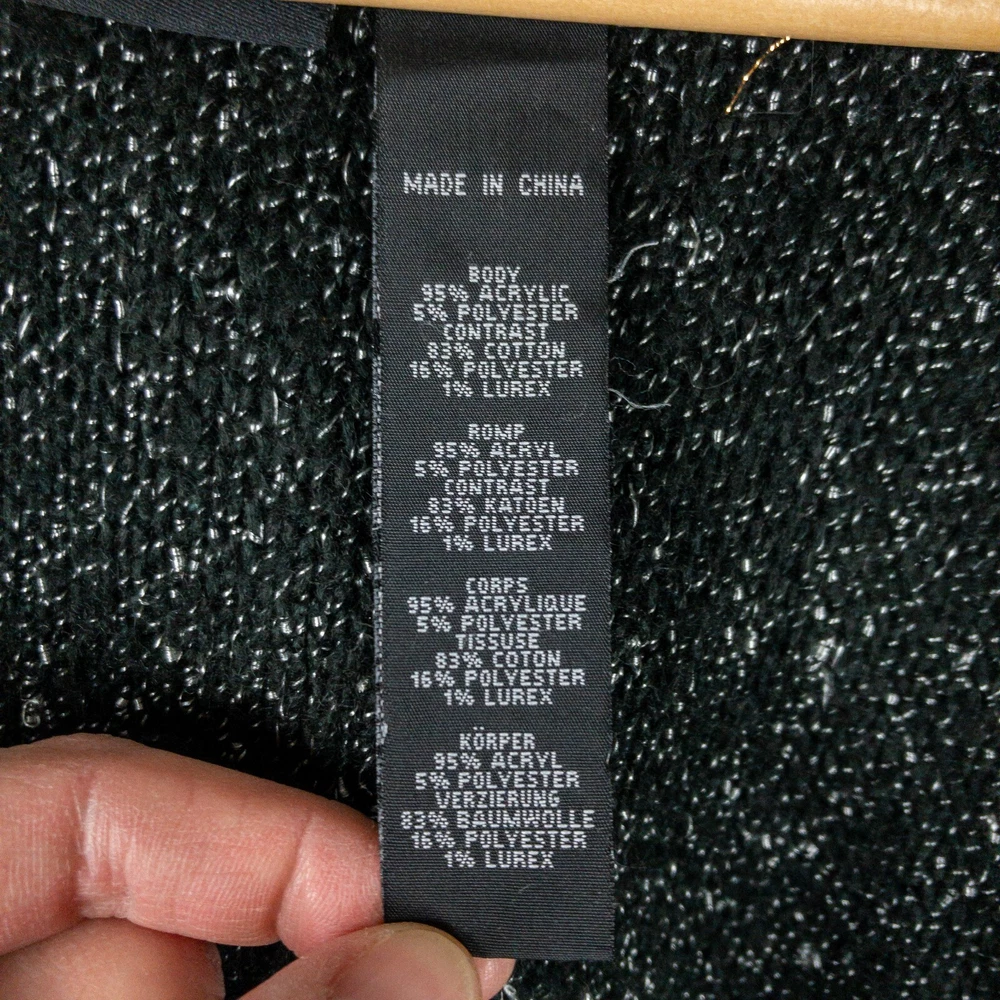 MADE IN CHINA
BODY
95% ACRYLIC
5% POLYESTER
CONTRAST
83% COTTON
16% POLYESTER
1% LUREX
ROMP
95% ACRYL
5% POLYESTER
CONTRAST
83% KATOEN
16% POLYESTER
1% LUREX
CORPS
95% ACRYLIQUE
5% POLYESTER
TISSUSE
83% COTON
16% POLYESTER
1% LUREX
KÖRPER
95% ACRYL
5% POLYESTER
VERZIERUNG
83% BAUMWOLLE
16% POLYESTER
1% LUREX